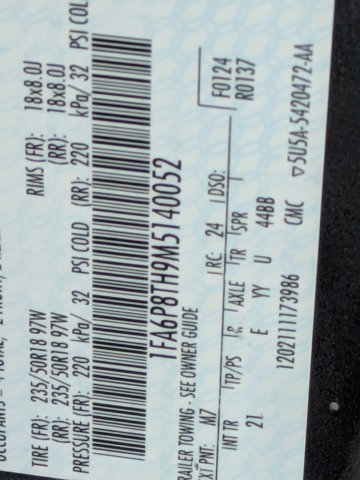 TIRE (FR): 235/50R18 97W RIMS (FR): 18x8.0J
(RR): 235/50R18 97W (RR): 18x8.0J
PRESSURE (FR): 220 kPa/ 32 PSI COLD (RR): 220 kPa/ 32 PSI COLD
1FA6P8TH9M5140052
RAILER TOWING - SEE OWNER GUIDE
F0124
R0137
XT PNT: M7 RC: 24 DSO:
INT TR TP/PS R AXLE TR SPR
2L E YY U 44BB
1202111173986 CMC ▽5U5A-5420472-AA